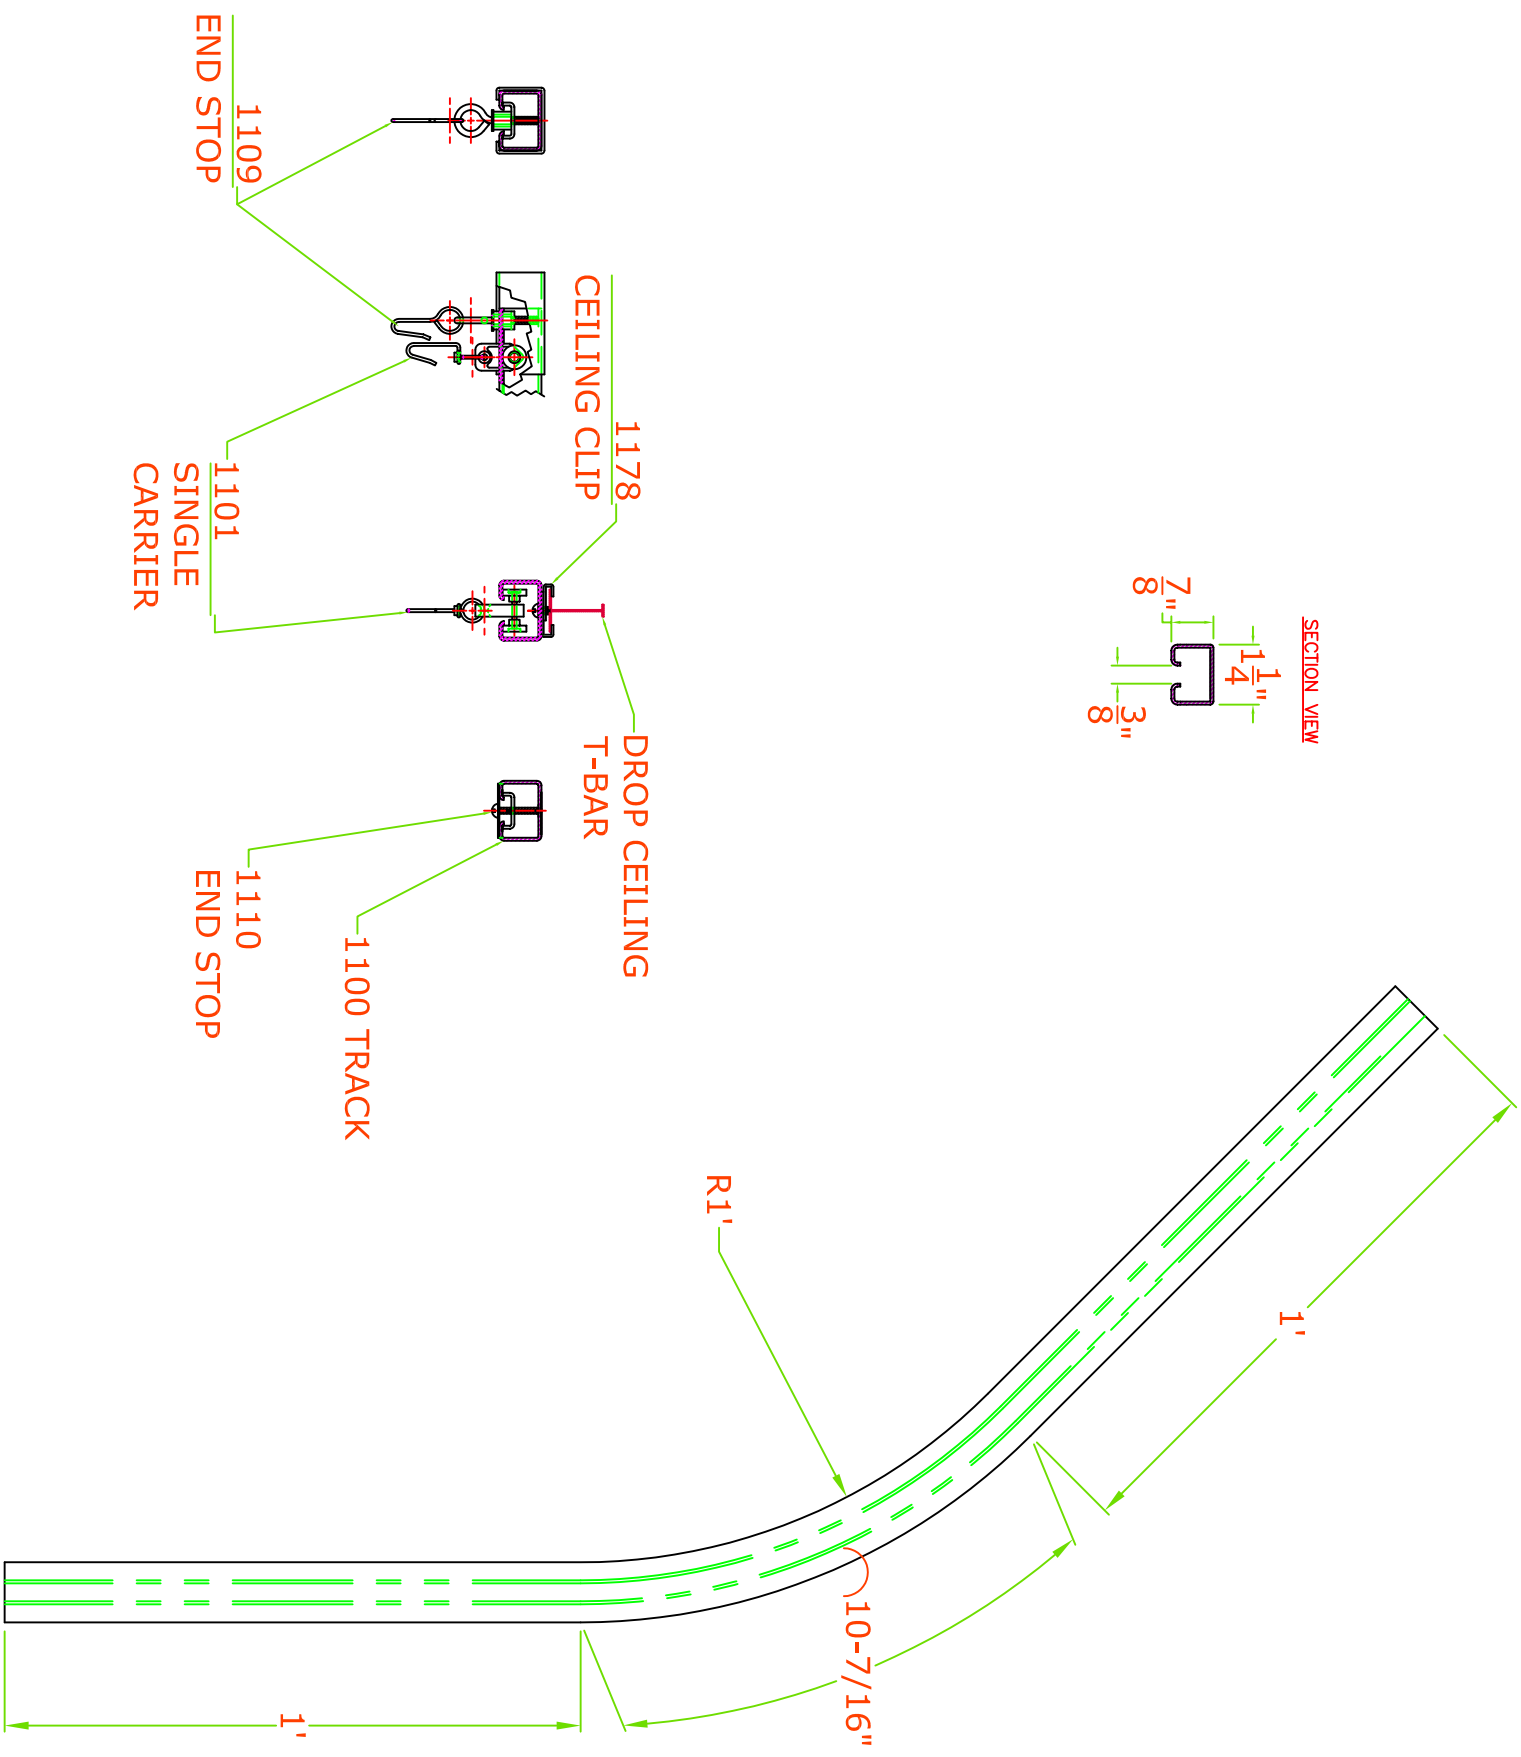 SECTION VIEW
1 1/4"
7/8"
3/8"
1178
CEILING CLIP
DROP CEILING
T-BAR
1109
END STOP
1101
SINGLE
CARRIER
1110
END STOP
1100 TRACK
R1'
1'
10-7/16"
1'